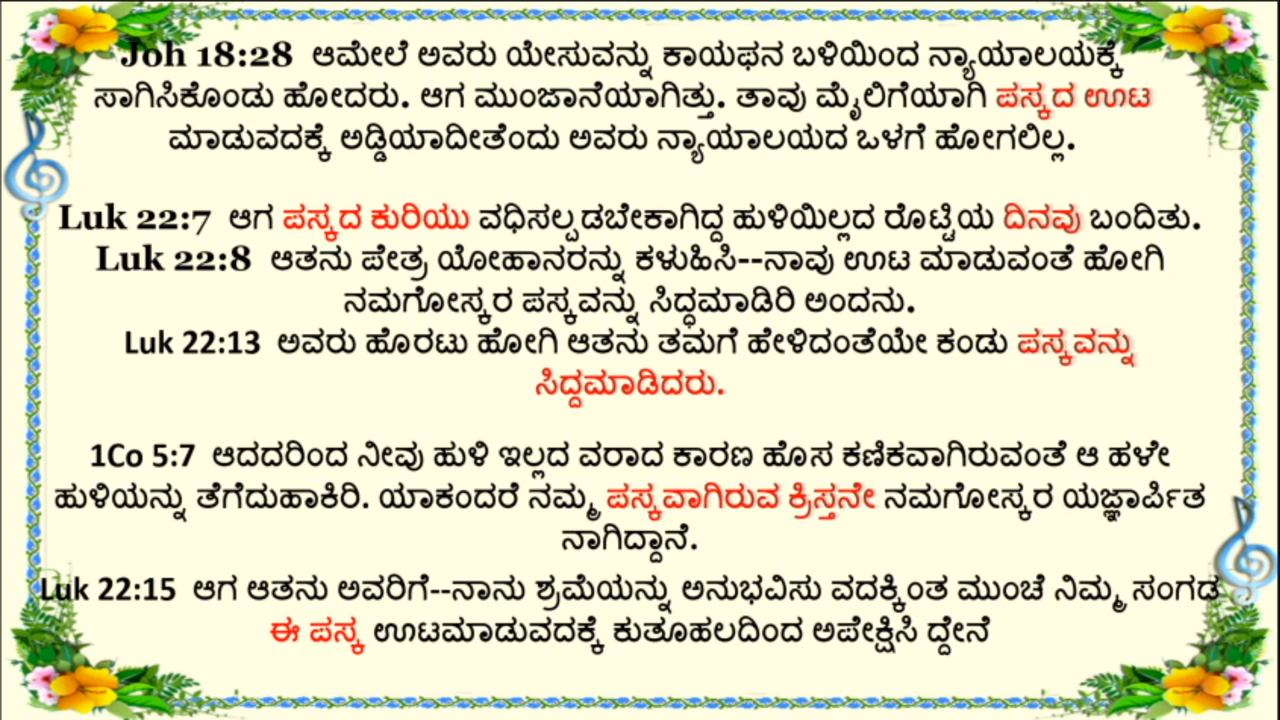 Joh 18:28 ಆಮೇಲೆ ಅವರು ಯೇಸುವನ್ನು ಕಾಯಫನ ಬಳಿಯಿಂದ ನ್ಯಾಯಾಲಯಕ್ಕೆ
ಸಾಗಿಸಿಕೊಂಡು ಹೋದರು. ಆಗ ಮುಂಜಾನೆಯಾಗಿತ್ತು. ತಾವು ಮೈಲಿಗೆಯಾಗಿ ಪಸ್ಕದ ಊಟ
ಮಾಡುವದಕ್ಕೆ ಅಡ್ಡಿಯಾದೀತೆಂದು ಅವರು ನ್ಯಾಯಾಲಯದ ಒಳಗೆ ಹೋಗಲಿಲ್ಲ.
Luk 22:7 ಆಗ ಪಸ್ಕದ ಕುರಿಯು ವಧಿಸಲ್ಪಡಬೇಕಾಗಿದ್ದ ಹುಳಿಯಿಲ್ಲದ ರೊಟ್ಟಿಯ ದಿನವು ಬಂದಿತು.
Luk 22:8 ಆತನು ಪೇತ್ರ ಯೋಹಾನರನ್ನು ಕಳುಹಿಸಿ--ನಾವು ಊಟ ಮಾಡುವಂತೆ ಹೋಗಿ
ನಮಗೋಸ್ಕರ ಪಸ್ಕವನ್ನು ಸಿದ್ಧಮಾಡಿರಿ ಅಂದನು.
Luk 22:13 ಅವರು ಹೊರಟು ಹೋಗಿ ಆತನು ತಮಗೆ ಹೇಳಿದಂತೆಯೇ ಕಂಡು ಪಸ್ಕವನ್ನು
ಸಿದ್ದಮಾಡಿದರು.
1Co 5:7 ಆದದರಿಂದ ನೀವು ಹುಳಿ ಇಲ್ಲದ ವರಾದ ಕಾರಣ ಹೊಸ ಕಣಿಕವಾಗಿರುವಂತೆ ಆ ಹಳೇ
ಹುಳಿಯನ್ನು ತೆಗೆದುಹಾಕಿರಿ. ಯಾಕಂದರೆ ನಮ್ಮ ಪಸ್ಕವಾಗಿರುವ ಕ್ರಿಸ್ತನೇ ನಮಗೋಸ್ಕರ ಯಜ್ಞಾರ್ಪಿತ
ನಾಗಿದ್ದಾನೆ.
Luk 22:15 ಆಗ ಆತನು ಅವರಿಗೆ--ನಾನು ಶ್ರಮೆಯನ್ನು ಅನುಭವಿಸು ವದಕ್ಕಿಂತ ಮುಂಚೆ ನಿಮ್ಮ ಸಂಗಡ
ಈ ಪಸ್ಕ ಊಟಮಾಡುವದಕ್ಕೆ ಕುತೂಹಲದಿಂದ ಅಪೇಕ್ಷಿಸಿ ದ್ದೇನೆ